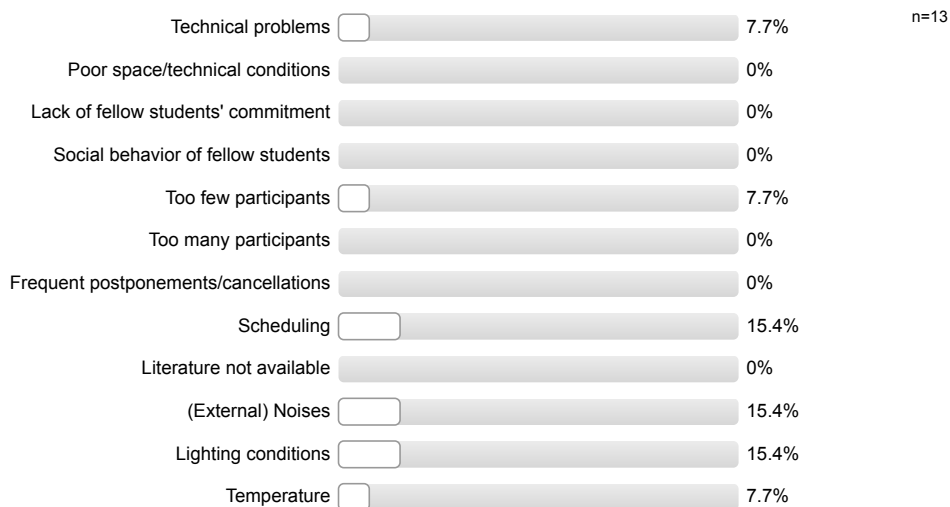 Technical problems 7.7% n=13
Poor space/technical conditions 0%
Lack of fellow students' commitment 0%
Social behavior of fellow students 0%
Too few participants 7.7%
Too many participants 0%
Frequent postponements/cancellations 0%
Scheduling 15.4%
Literature not available 0%
(External) Noises 15.4%
Lighting conditions 15.4%
Temperature 7.7%